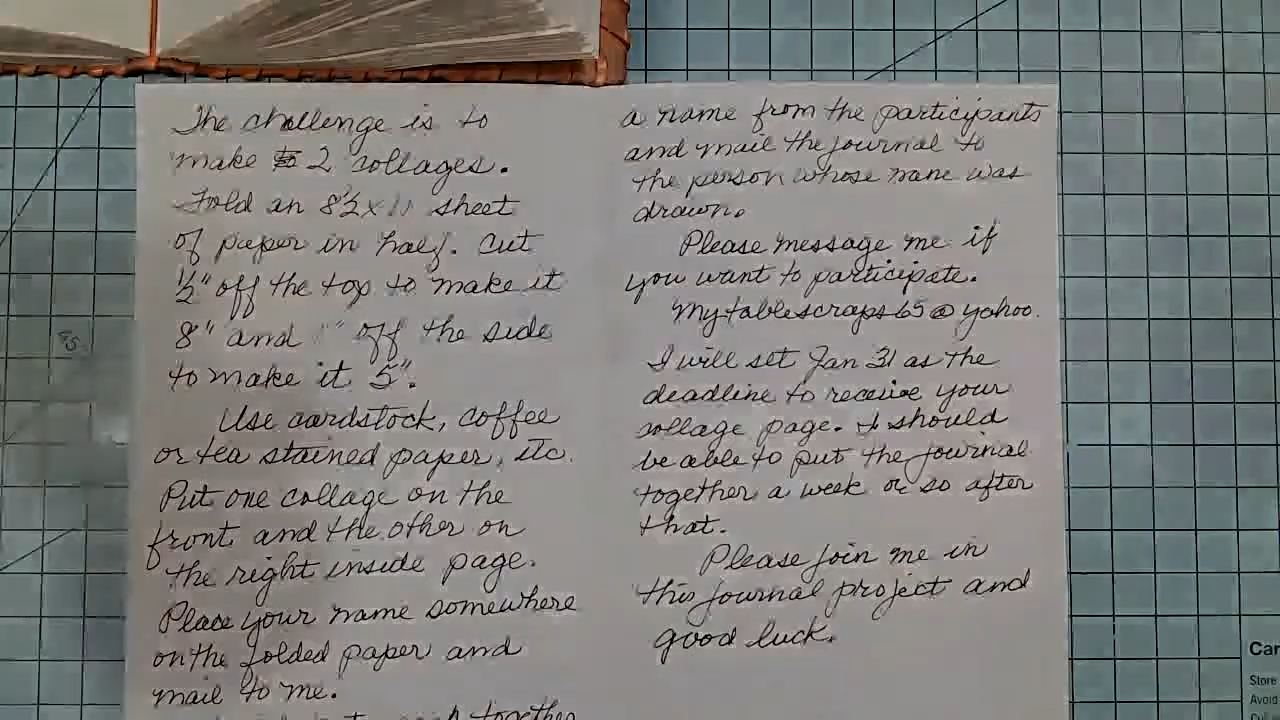 The challenge is to
make 2 collages.
Fold an 8½ x 11 sheet
of paper in half. Cut
½" off the top to make it
8" and " off the side
to make it 5".
Use cardstock, coffee
or tea stained paper, etc.
Put one collage on the
front and the other on
the right inside page.
Place your name somewhere
on the folded paper and
mail to me.
together
a name from the participants
and mail the journal to
the person whose name was
drawn.
Please message me if
you want to participate.
Mytablescraps65@yahoo.
I will set Jan 31 as the
deadline to receive your
collage page. I should
be able to put the journal
together a week or so after
that.
Please join me in
this journal project and
good luck.
Car
Store
Avoid